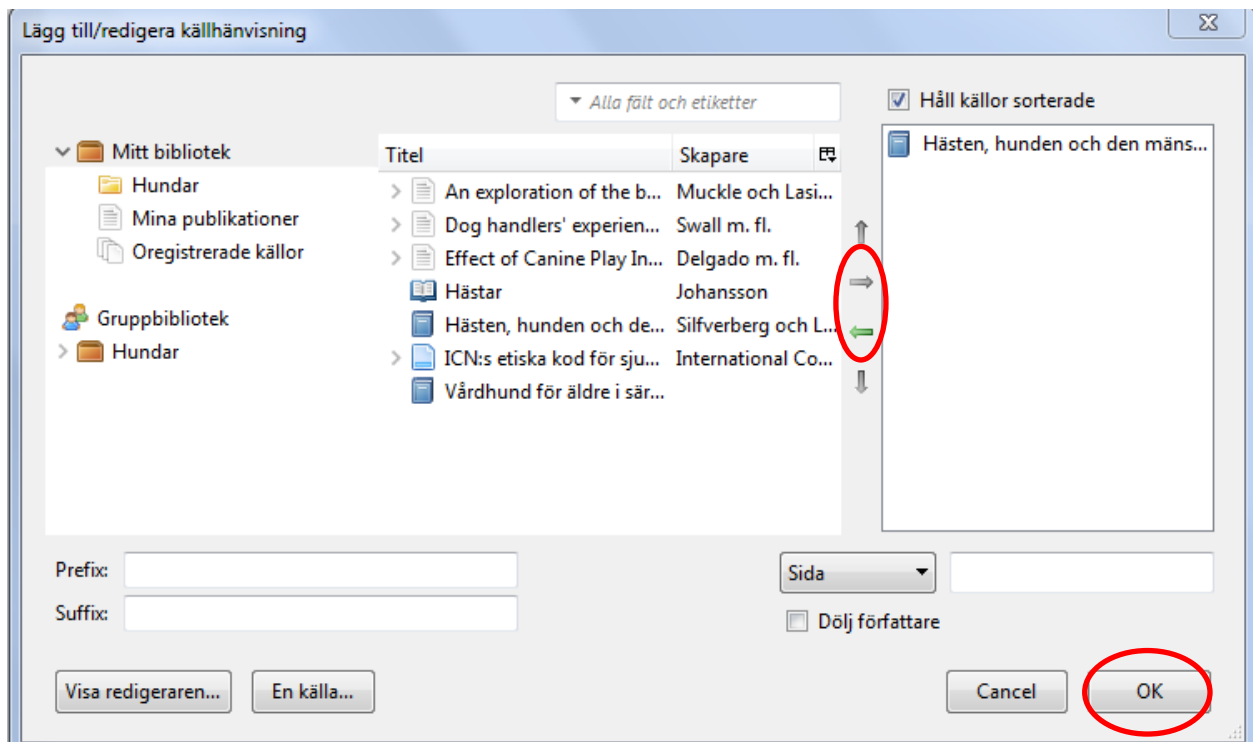 Lägg till/redigera källhänvisning
Alla fält och etiketter
Håll källor sorterade
Mitt bibliotek
Hundar
Mina publikationer
Oregistrerade källor
Gruppbibliotek
Hundar
Titel Skapare
An exploration of the b... Muckle och Lasi...
Dog handlers' experien... Swall m. fl.
Effect of Canine Play In... Delgado m. fl.
Hästar Johansson
Hästen, hunden och de... Silfverberg och L...
ICN:s etiska kod för sju... International Co...
Vårdhund för äldre i sär...
Hästen, hunden och den mäns...
Prefix:
Suffix:
Sida
Dölj författare
Visa redigeraren... En källa... Cancel OK